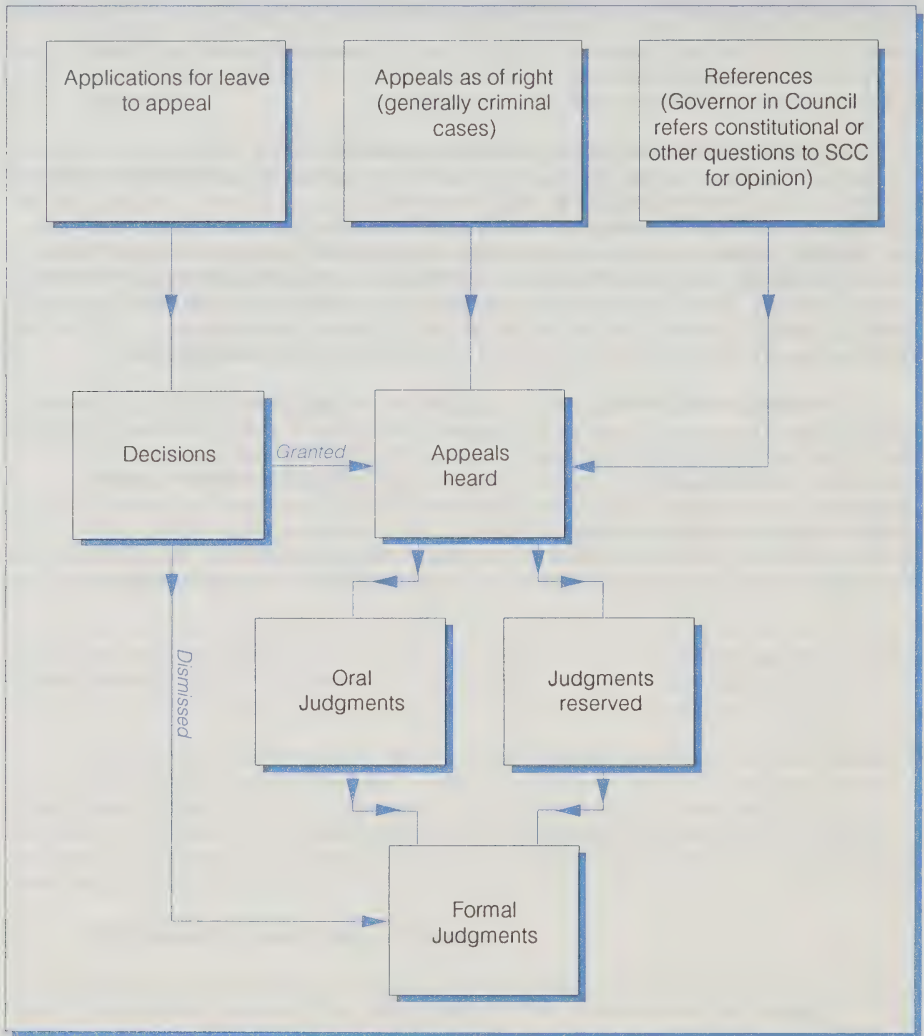 Applications for leave
to appeal
Appeals as of right
(generally criminal
cases)
References
(Governor in Council
refers constitutional or
other questions to SCC
for opinion)
Decisions
Granted
Appeals
heard
Dismissed
Oral
Judgments
Judgments
reserved
Formal
Judgments